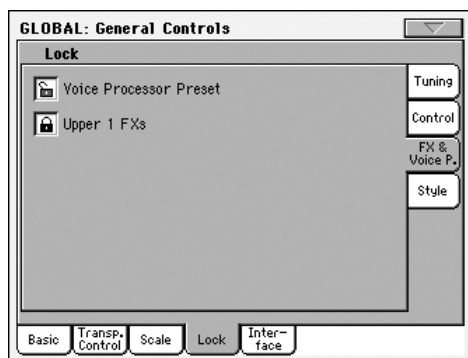 GLOBAL: General Controls
Lock
Voice Processor Preset
Upper 1 FXs
Tuning
Control
FX &
Voice P.
Style
Basic
Transp.
Control
Scale
Lock
Inter-
face